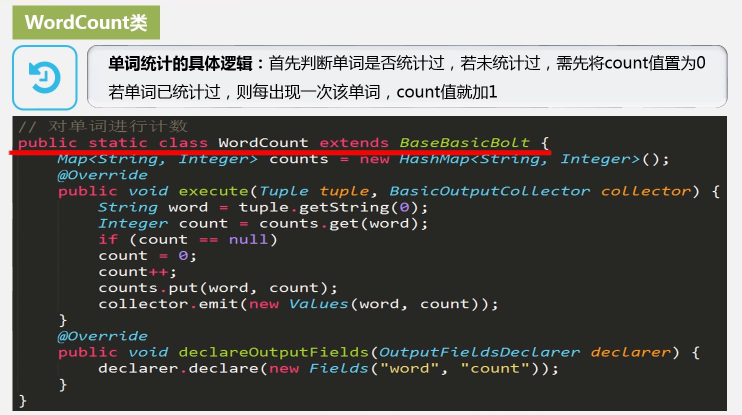 WordCount类
单词统计的具体逻辑：首先判断单词是否统计过，若未统计过，需先将count值置为0
若单词已统计过，则每出现一次该单词，count值就加1
// 对单词进行计数
public static class WordCount extends BaseBasicBolt {
Map<String, Integer> counts = new HashMap<String, Integer>();
@Override
public void execute(Tuple tuple, BasicOutputCollector collector) {
String word = tuple.getString(0);
Integer count = counts.get(word);
if (count == null)
count = 0;
count++;
counts.put(word, count);
collector.emit(new Values(word, count));
}
@Override
public void declareOutputFields(OutputFieldsDeclarer declarer) {
declarer.declare(new Fields("word", "count"));
}
}